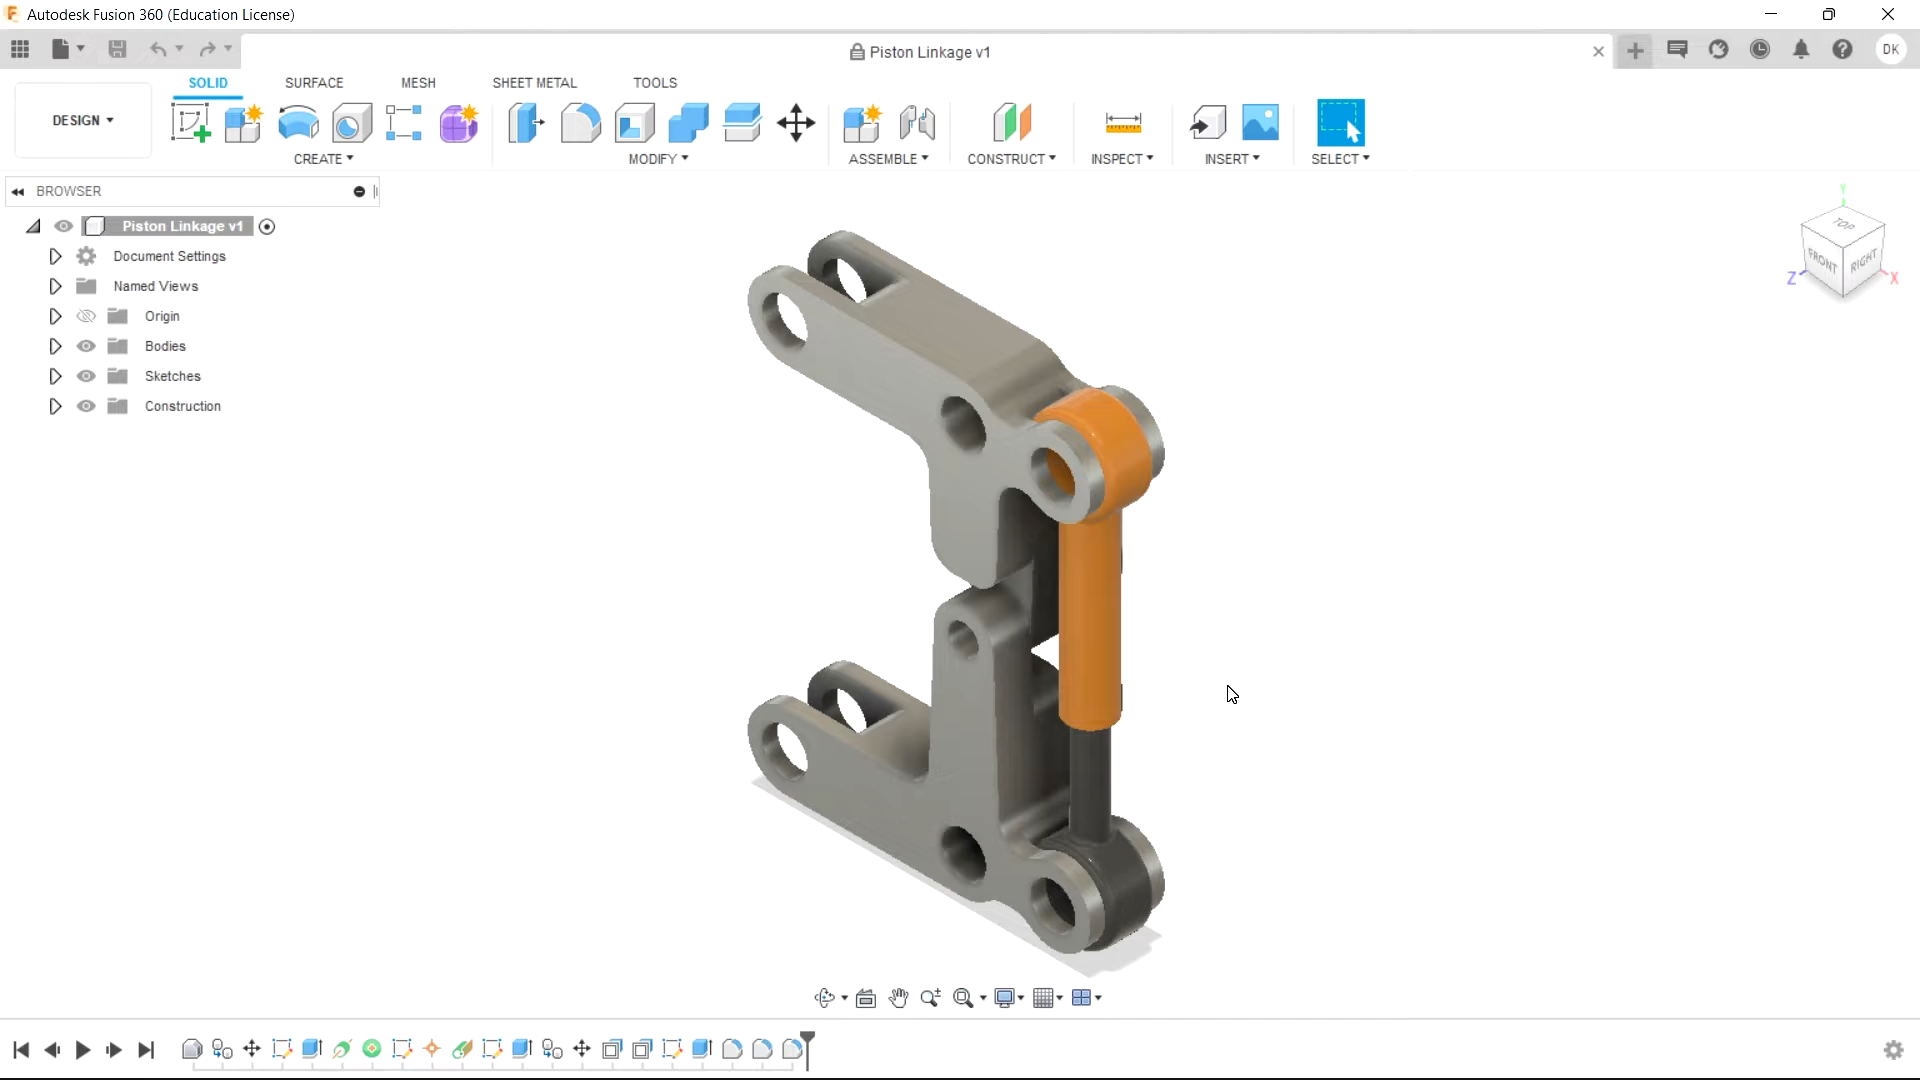 Autodesk Fusion 360 (Education License)
Piston Linkage v1
DK
SOLID SURFACE MESH SHEET METAL TOOLS
DESIGN
CREATE MODIFY ASSEMBLE CONSTRUCT INSPECT INSERT SELECT
BROWSER
Piston Linkage v1
Document Settings
Named Views
Origin
Bodies
Sketches
Construction
Y
TOP
FRONT RIGHT
Z X